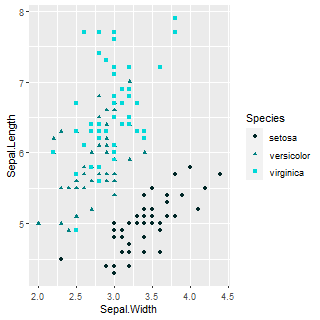 8
7
6
5
Sepal.Length
2.0 2.5 3.0 3.5 4.0 4.5
Sepal.Width
Species
setosa
versicolor
virginica